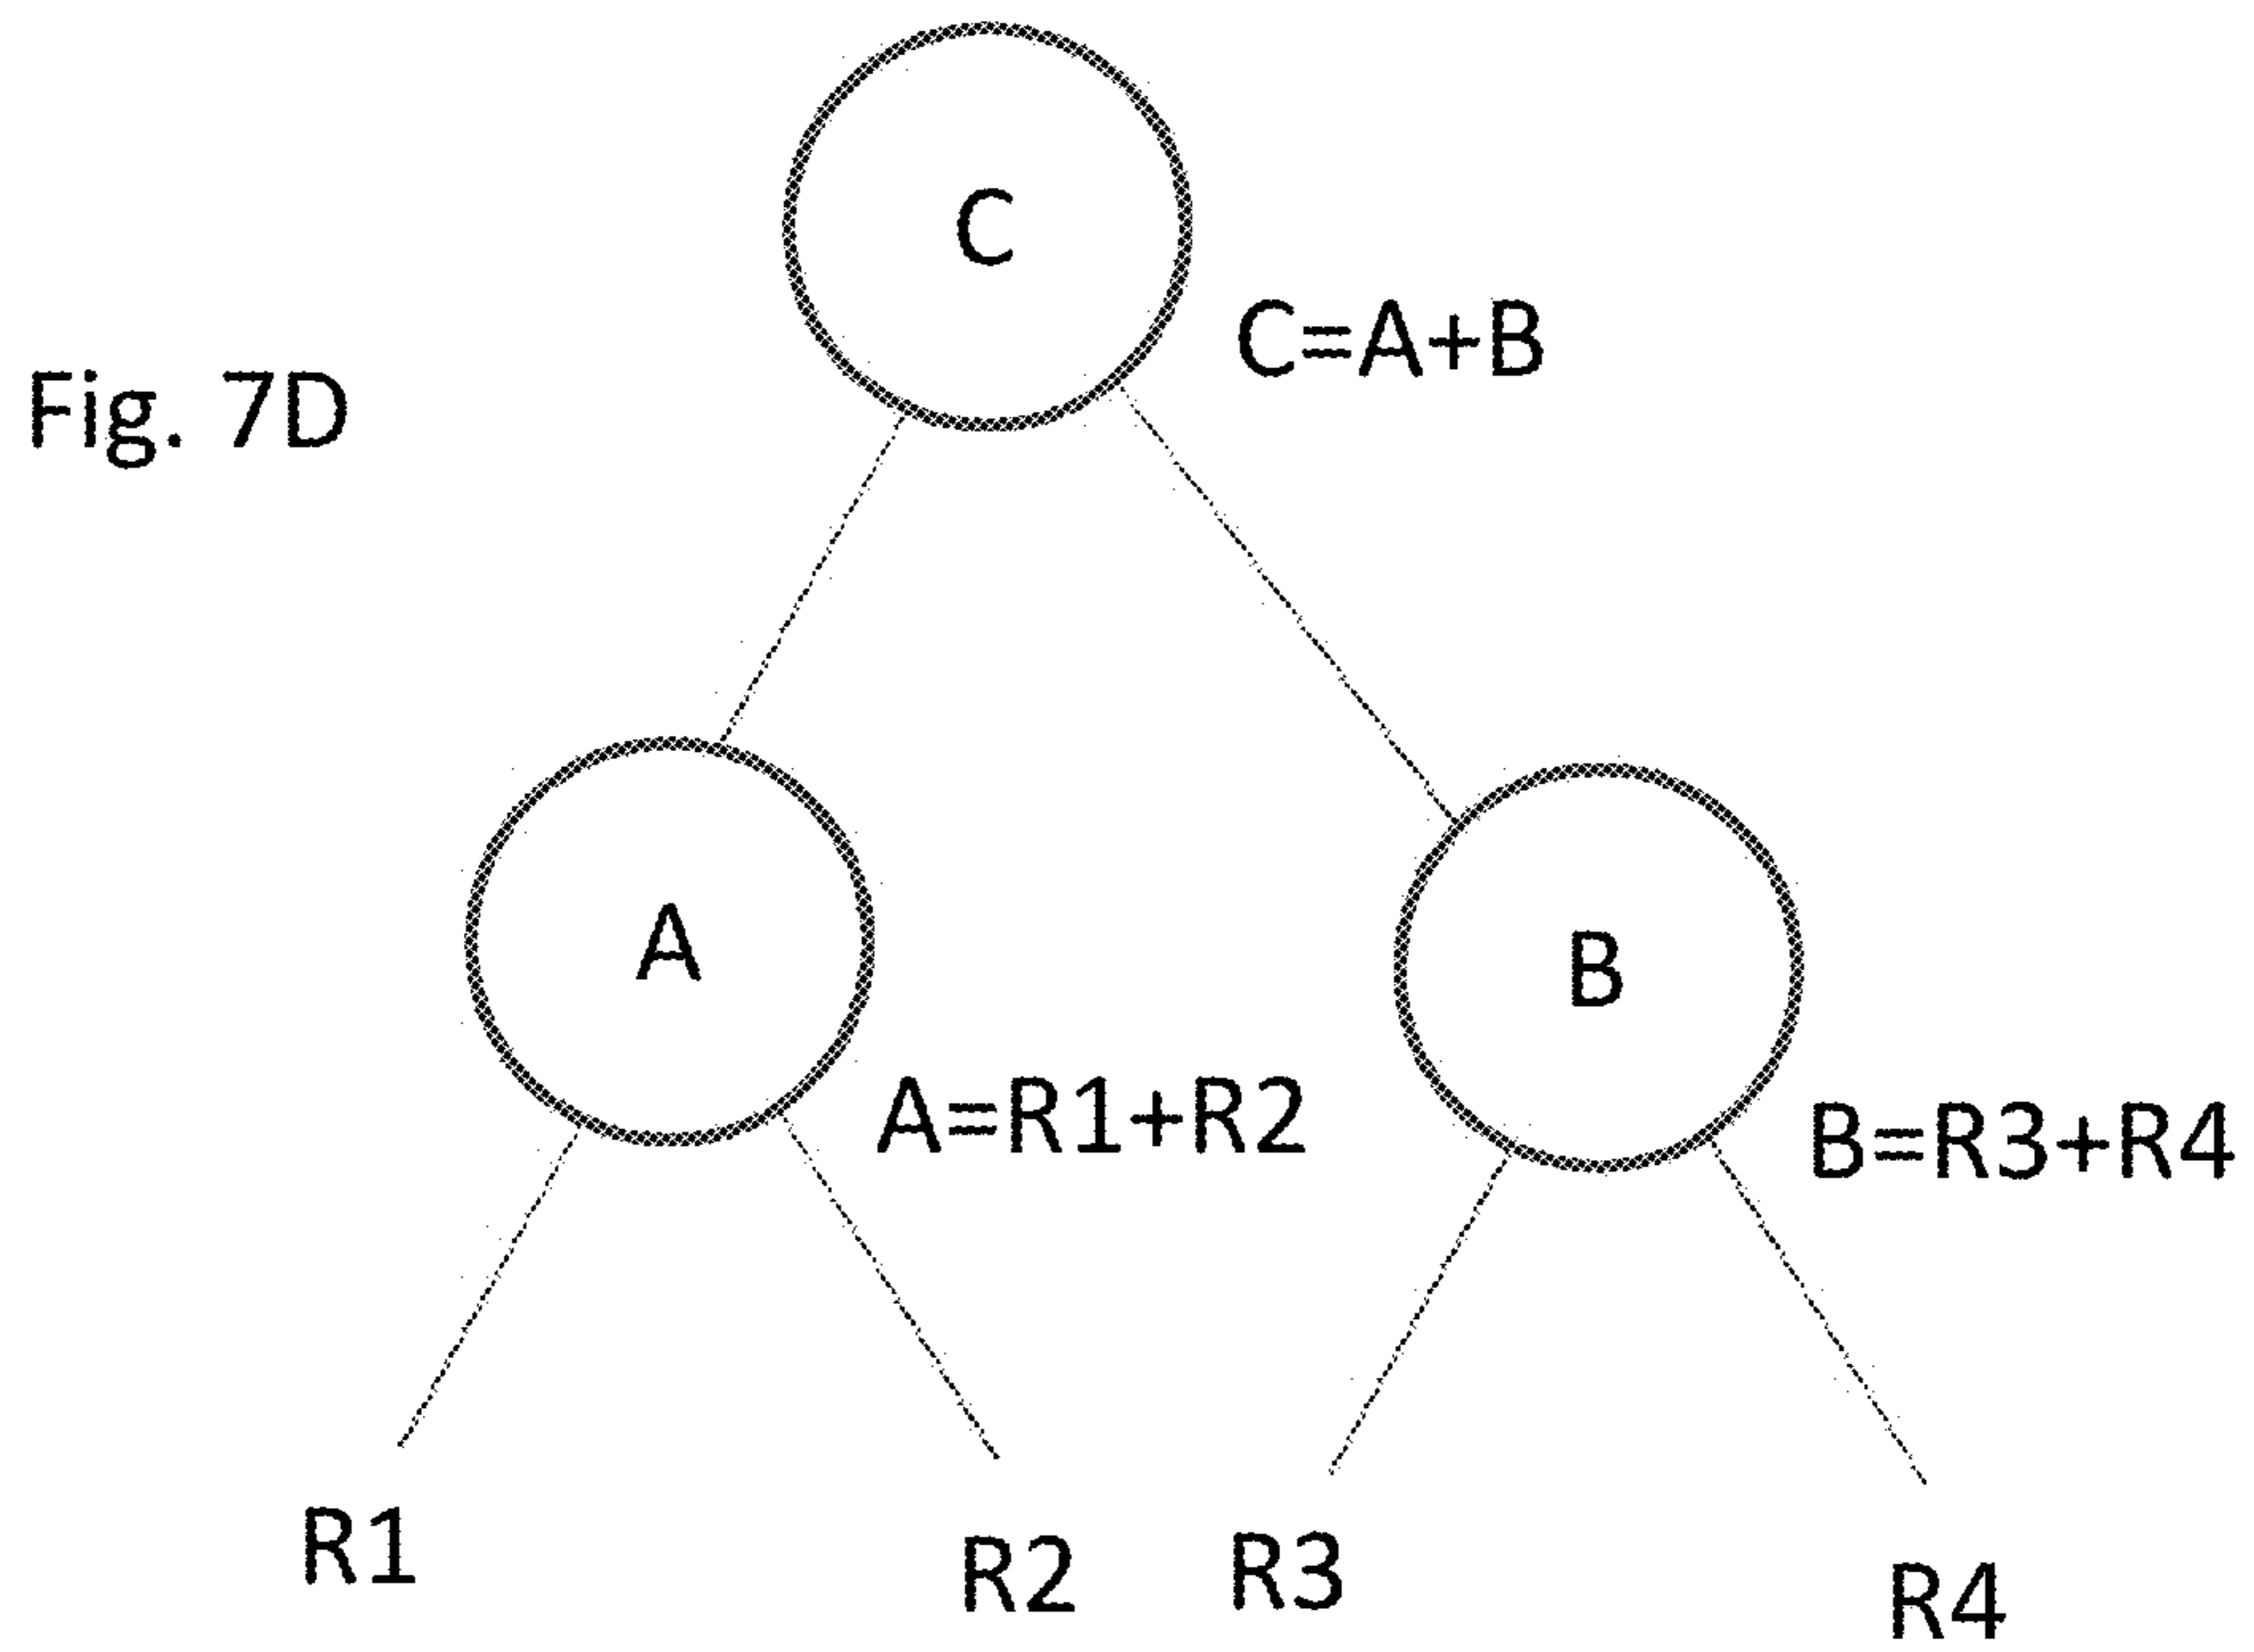 C
C=A+B
Fig. 7D
A
B
A=R1+R2
B=R3+R4
R1
R2
R3
R4